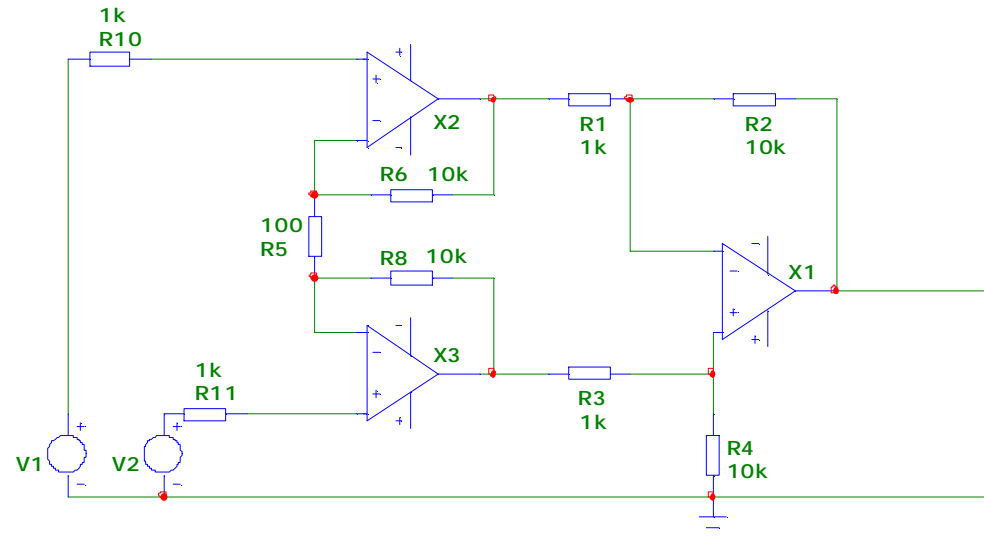 1k
R10
+
+
-
-
X2
R1
1k
R2
10k
R6 10k
100
R5
R8 10k
-
-
+
+
X3
-
-
+
+
X1
1k
R11
R3
1k
R4
10k
V1
+
-
V2
+
-